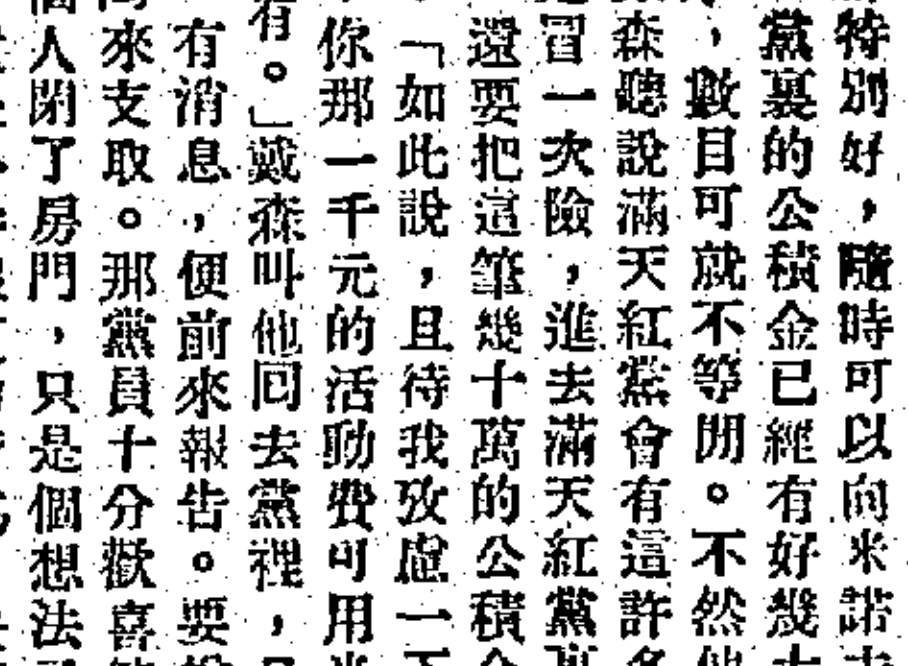 特別好，隨時可以向米諾
黨裏的公積金已經有好幾
，數目可就不等閒。不然
森聽說滿天紅黨會有這許
冒一次險，進去滿天紅黨
還要把這筆幾十萬的公積
「如此說，且待我攷慮一下
你那一千元的活動費可用
有。」戴森叫他回去黨裡，
有消息，便前來報告。要
來支取。那黨員十分歡喜
個人閉了房門，只是個想法